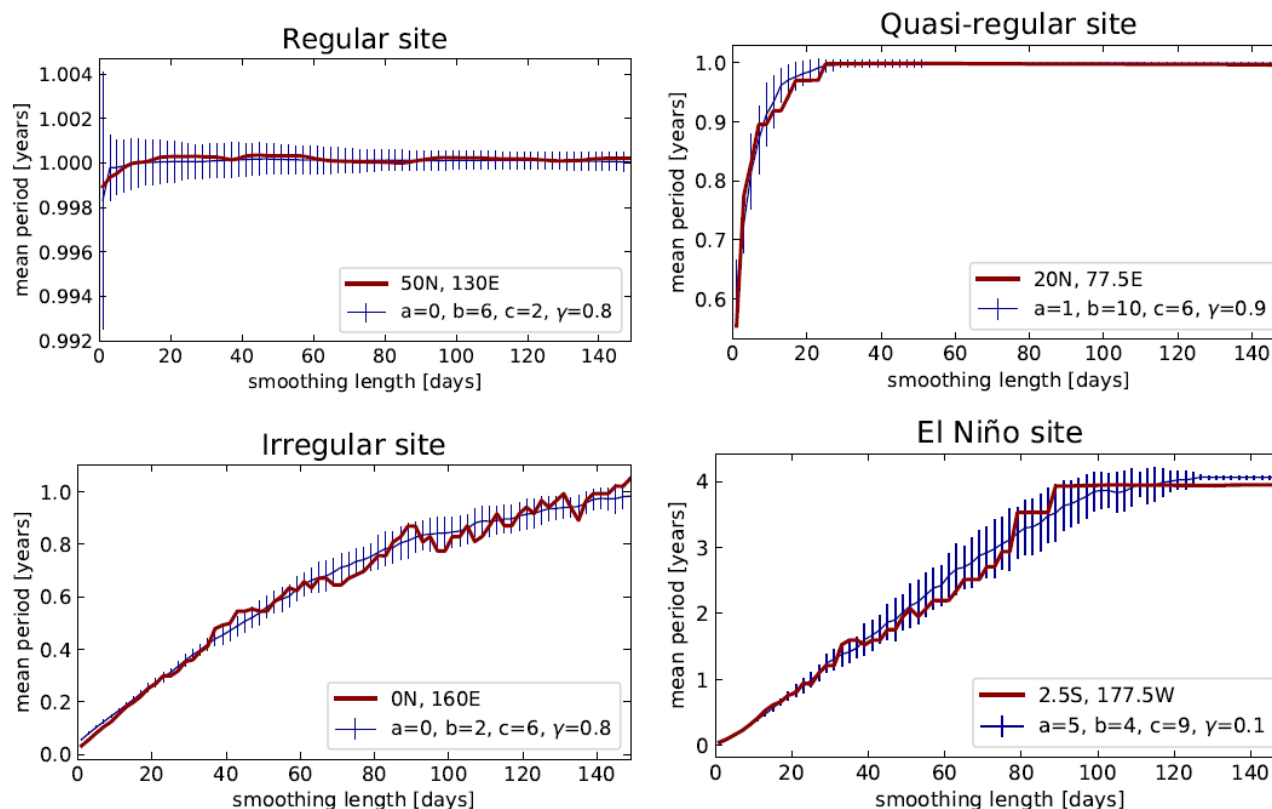 Regular site
mean period [years]
1.004
1.002
1.000
0.998
0.996
0.994
0.992
0 20 40 60 80 100 120 140
smoothing length [days]
50N, 130E
a=0, b=6, c=2, γ=0.8
Quasi-regular site
mean period [years]
1.0
0.9
0.8
0.7
0.6
0 20 40 60 80 100 120 140
smoothing length [days]
20N, 77.5E
a=1, b=10, c=6, γ=0.9
Irregular site
mean period [years]
1.0
0.8
0.6
0.4
0.2
0.0
0 20 40 60 80 100 120 140
smoothing length [days]
0N, 160E
a=0, b=2, c=6, γ=0.8
El Niño site
mean period [years]
4
3
2
1
0
0 20 40 60 80 100 120 140
smoothing length [days]
2.5S, 177.5W
a=5, b=4, c=9, γ=0.1